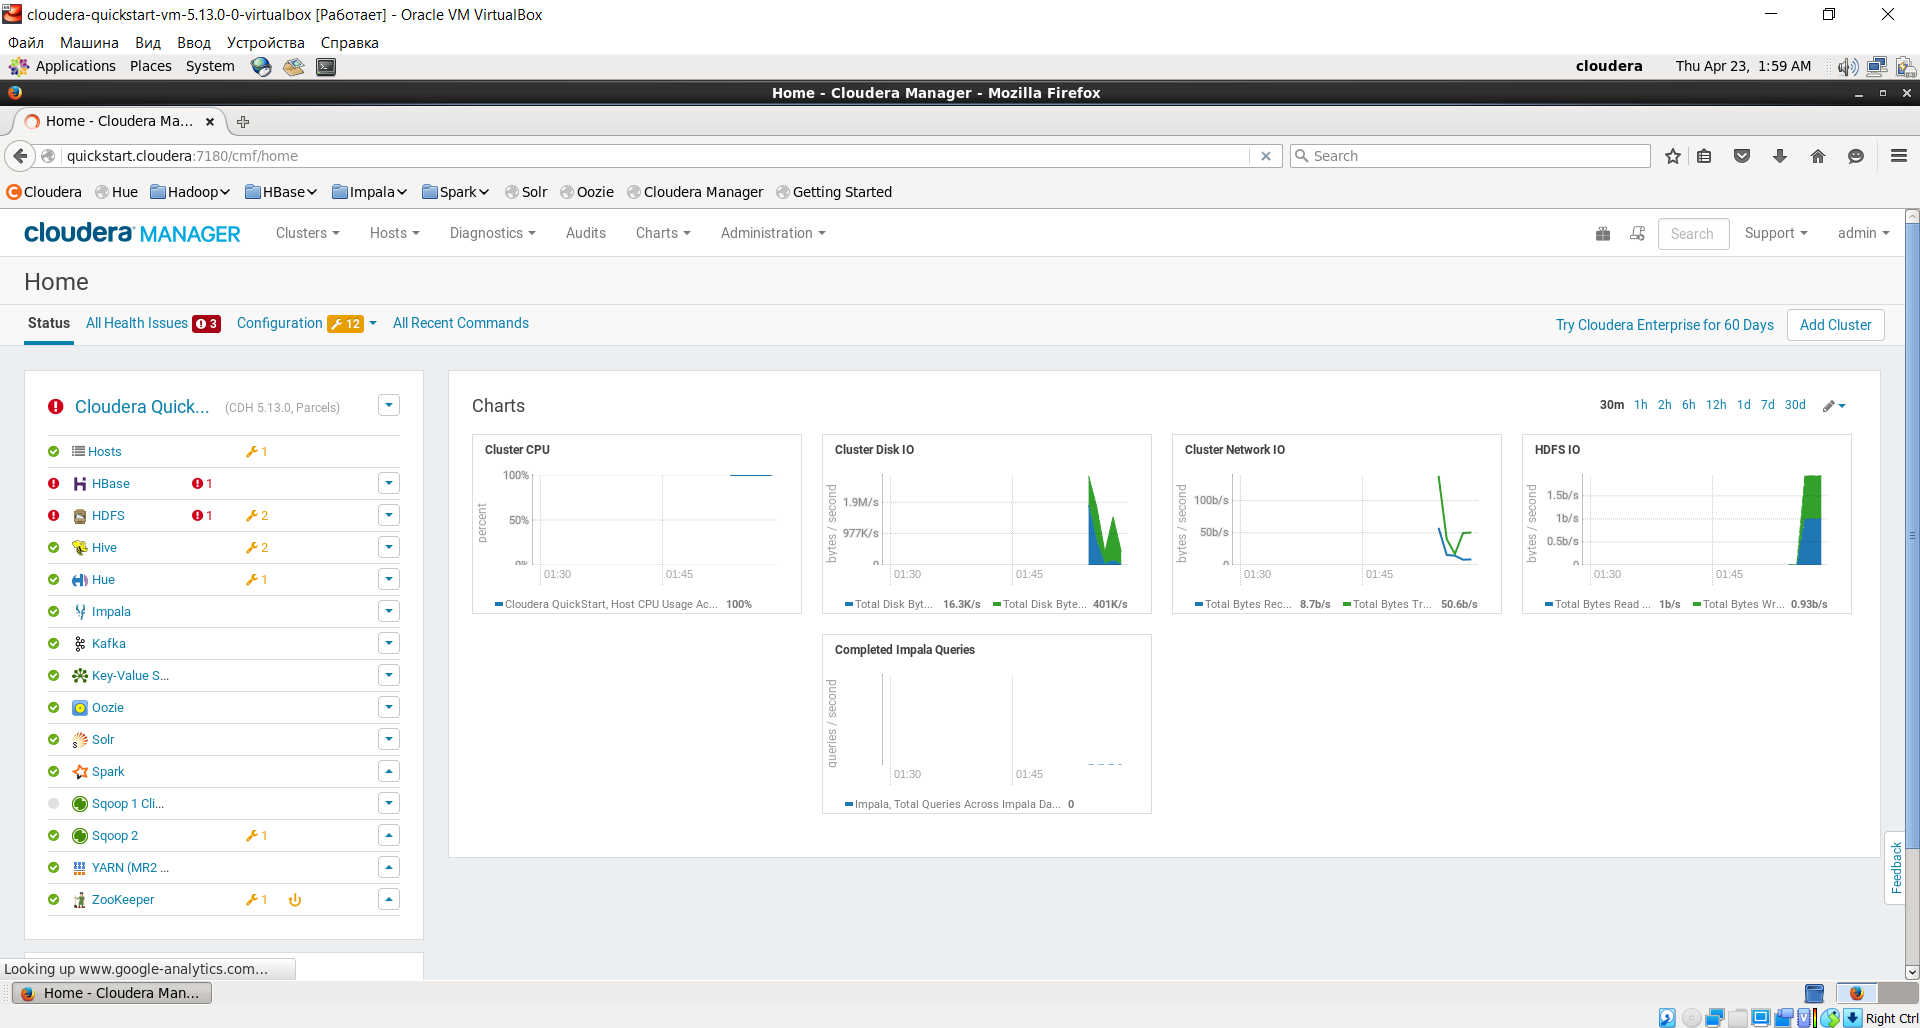 cloudera-quickstart-vm-5.13.0-0-virtualbox [Работает] - Oracle VM VirtualBox
Файл Машина Вид Ввод Устройства Справка
Applications Places System cloudera Thu Apr 23, 1:59 AM
Home - Cloudera Manager - Mozilla Firefox
Home - Cloudera Ma...
quickstart.cloudera:7180/cmf/home Search
Cloudera Hue Hadoop HBase Impala Spark Solr Oozie Cloudera Manager Getting Started
cloudera MANAGER Clusters Hosts Diagnostics Audits Charts Administration Search Support admin
Home
Status All Health Issues 3 Configuration 12 All Recent Commands Try Cloudera Enterprise for 60 Days Add Cluster
Cloudera Quick... (CDH 5.13.0, Parcels)
Hosts 1
HBase 1
HDFS 1 2
Hive 2
Hue 1
Impala
Kafka
Key-Value S...
Oozie
Solr
Spark
Sqoop 1 Cli...
Sqoop 2 1
YARN (MR2 ...
ZooKeeper 1
Charts 30m 1h 2h 6h 12h 1d 7d 30d
Cluster CPU
percent
100%
50%
0%
01:30 01:45
Cloudera QuickStart, Host CPU Usage Ac... 100%
Cluster Disk IO
bytes / second
1.9M/s
977K/s
0
01:30 01:45
Total Disk Byt... 16.3K/s Total Disk Byte... 401K/s
Cluster Network IO
bytes / second
100b/s
50b/s
0
01:30 01:45
Total Bytes Rec... 8.7b/s Total Bytes Tr... 50.6b/s
HDFS IO
bytes / second
1.5b/s
1b/s
0.5b/s
0
01:30 01:45
Total Bytes Read ... 1b/s Total Bytes Wr... 0.93b/s
Completed Impala Queries
queries / second
01:30 01:45
Impala, Total Queries Across Impala Da... 0
Feedback
Looking up www.google-analytics.com...
Home - Cloudera Man...
Right Ctrl